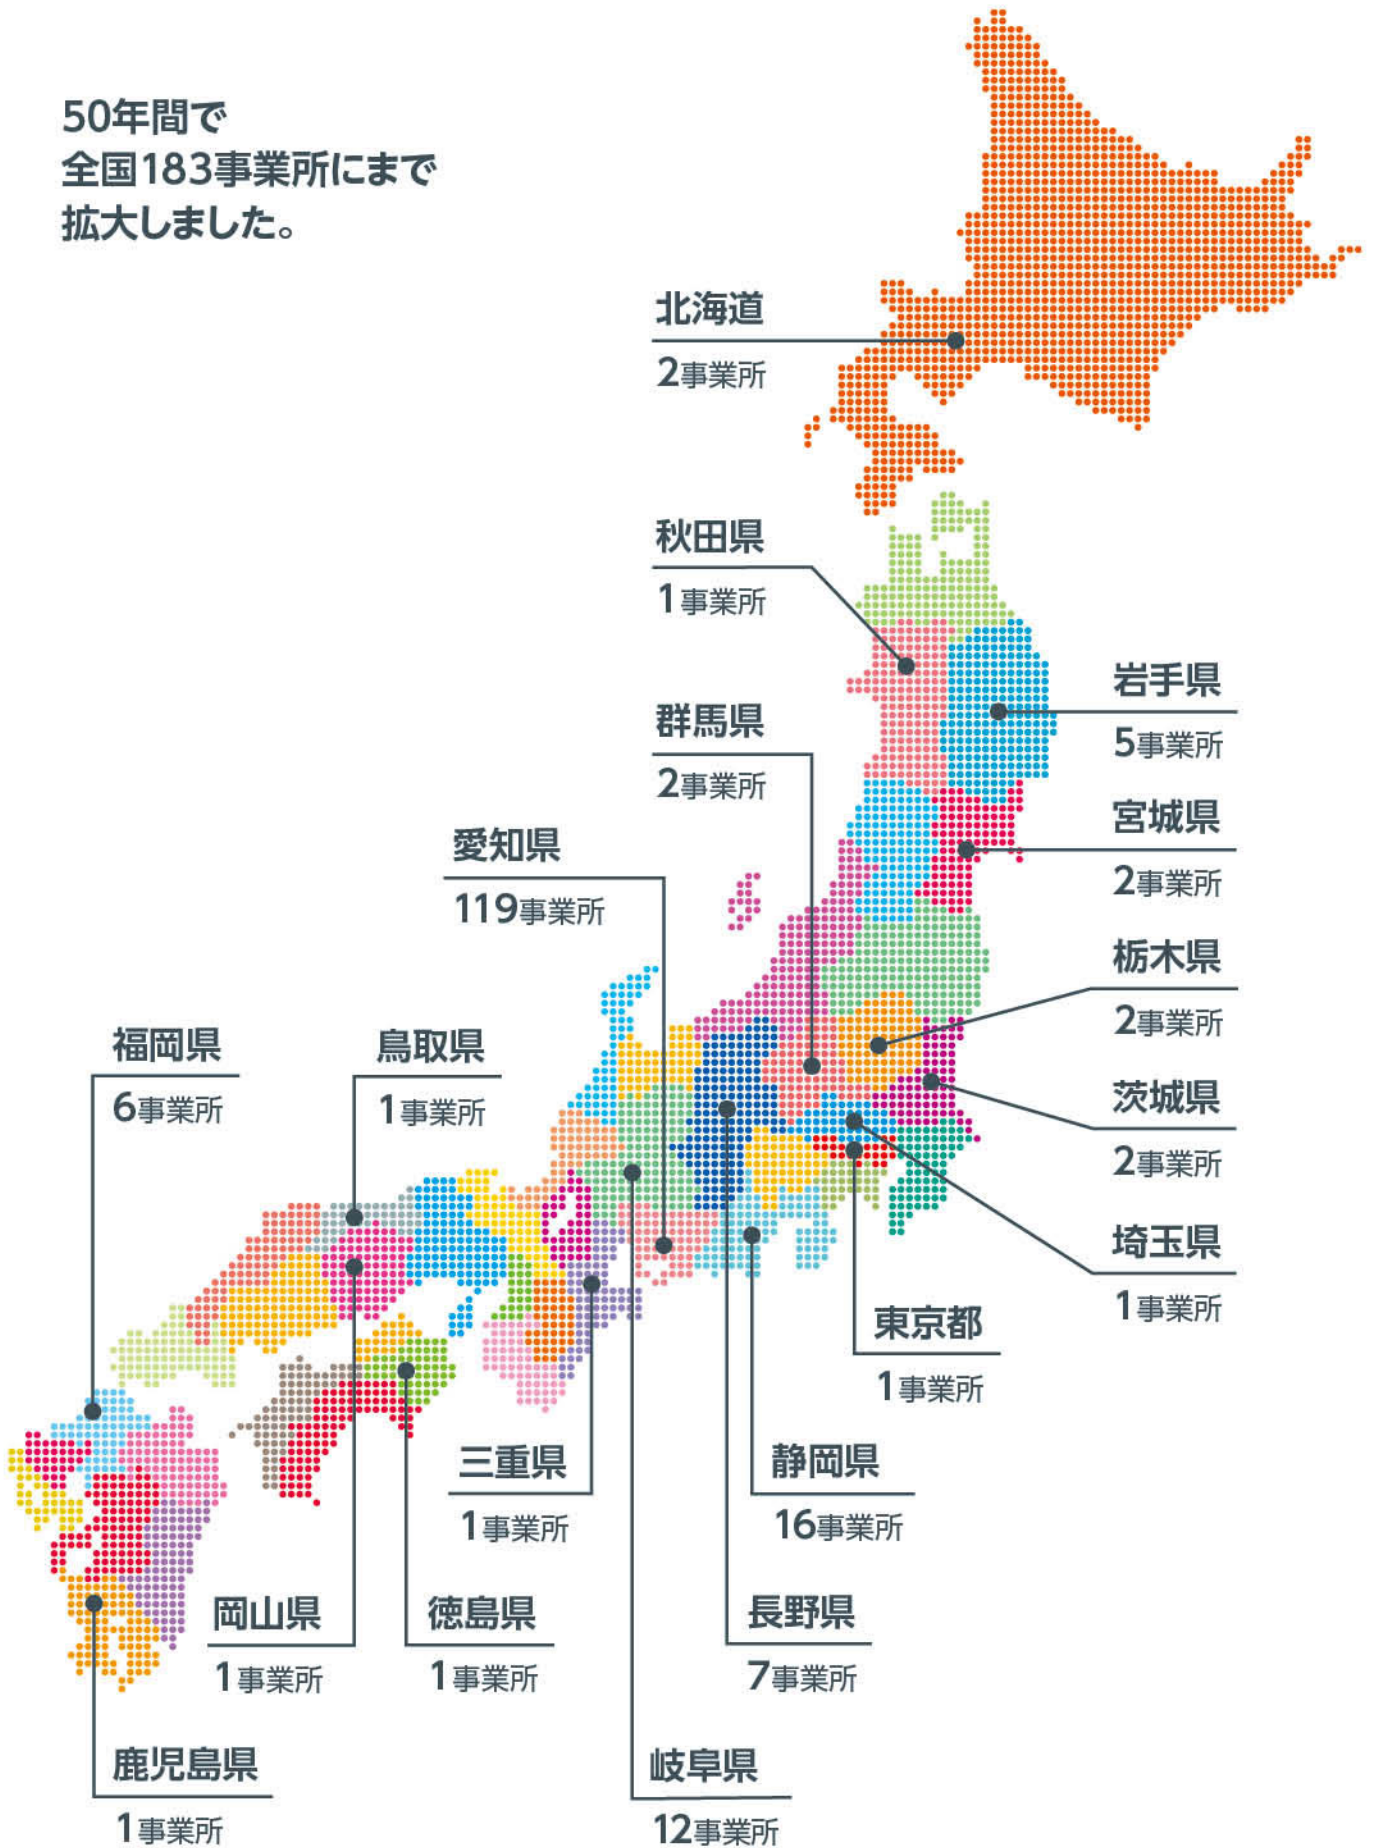 50年間で
全国183事業所にまで
拡大しました。
北海道
2事業所
秋田県
1事業所
岩手県
5事業所
群馬県
2事業所
宮城県
2事業所
愛知県
119事業所
栃木県
2事業所
福岡県
6事業所
鳥取県
1事業所
茨城県
2事業所
埼玉県
1事業所
東京都
1事業所
三重県
1事業所
静岡県
16事業所
岡山県
1事業所
徳島県
1事業所
長野県
7事業所
鹿児島県
1事業所
岐阜県
12事業所